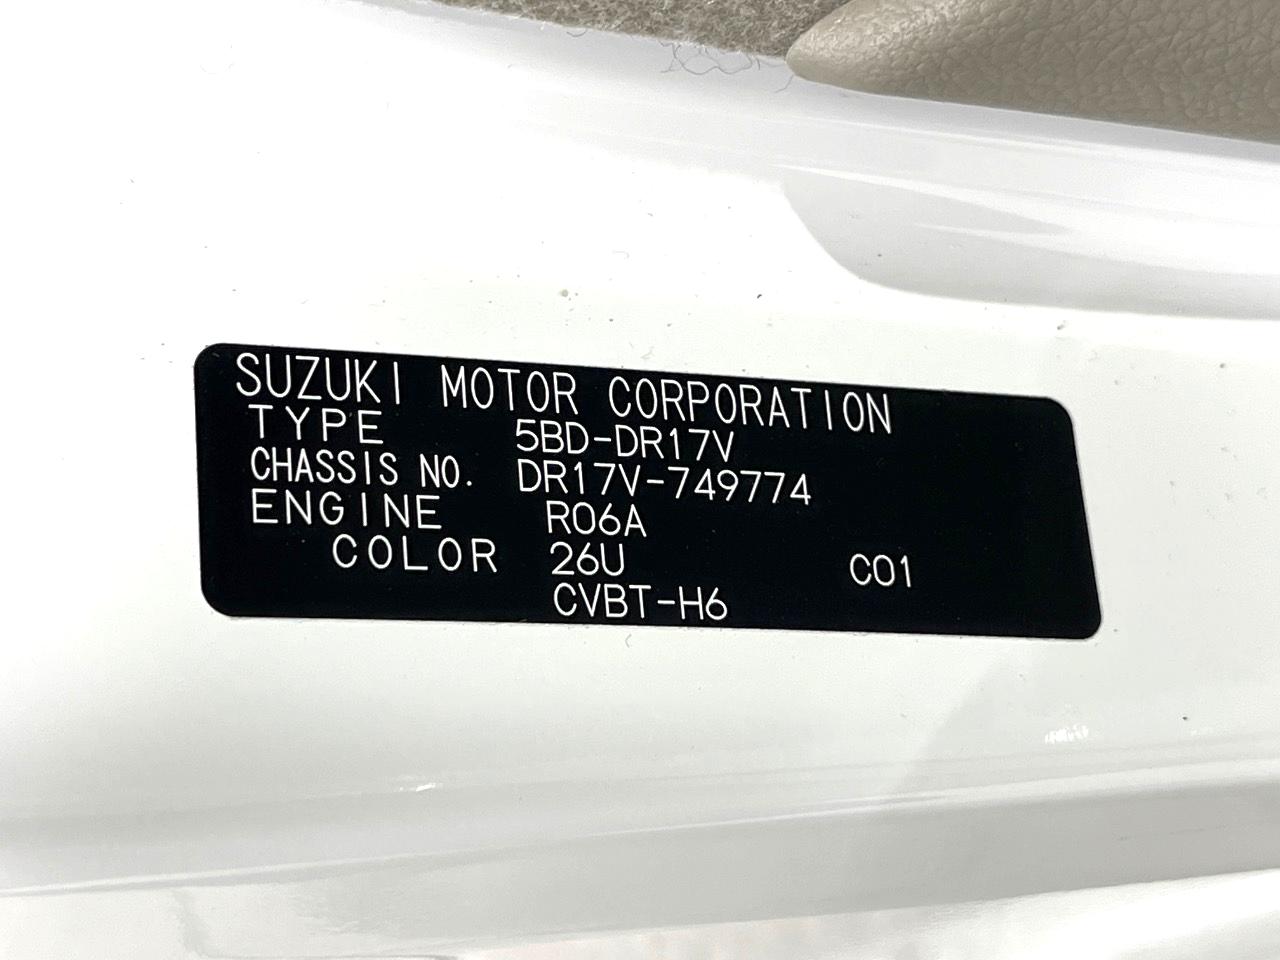 SUZUKI MOTOR CORPORATION
TYPE 5BD-DR17V
CHASSIS NO. DR17V-749774
ENGINE R06A
COLOR 26U C01
CVBT-H6